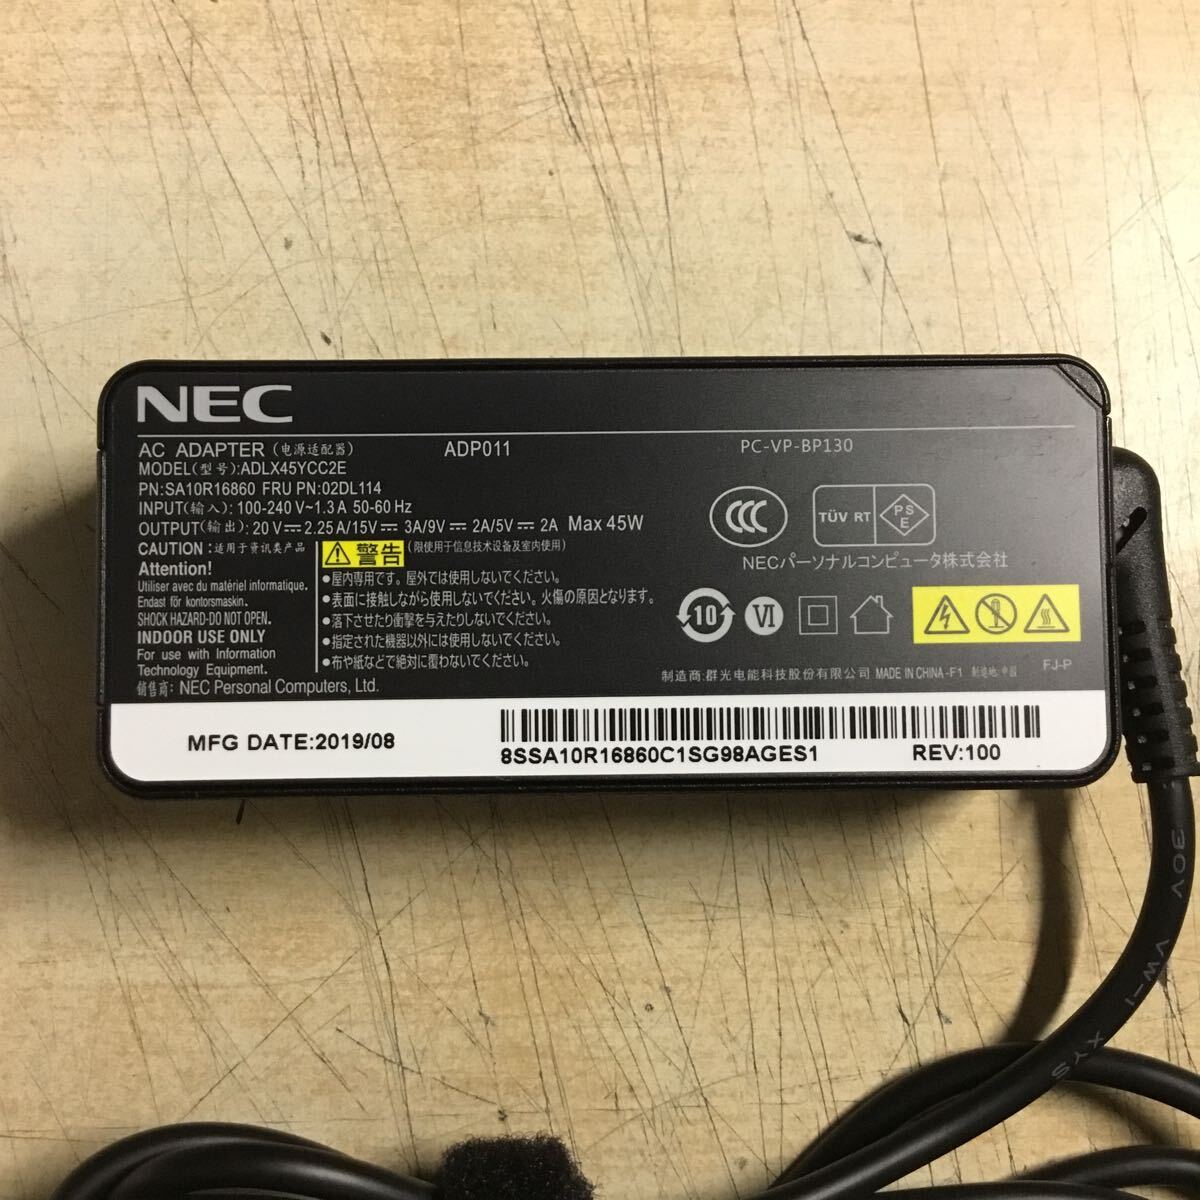 NEC
AC ADAPTER (电源适配器) ADP011 PC-VP-BP130
MODEL(型号):ADLX45YCC2E
PN:SA10R16860 FRU PN:02DL114
INPUT(输入): 100-240 V~1.3 A 50-60 Hz
OUTPUT(输出): 20 V⎓2.25 A/15V⎓3A/9V⎓2A/5V⎓2A Max 45W
CAUTION :适用于资讯类产品
Attention!
Utiliser avec du matériel informatique.
Endast för kontorsmaskin.
SHOCK HAZARD-DO NOT OPEN.
INDOOR USE ONLY
For use with Information
Technology Equipment.
销售商: NEC Personal Computers, Ltd.
警告 (限使用于信息技术设备及室内使用)
●屋内専用です。屋外では使用しないでください。
●表面に接触しながら使用しないでください。火傷の原因となります。
●落下させたり衝撃を与えたりしないでください。
●指定された機器以外には使用しないでください。
●布や紙などで絶対に覆わないでください。
CCC
TÜV RT
PS
E
NECパーソナルコンピュータ株式会社
10
VI
制造商:群光电能科技股份有限公司 MADE IN CHINA -F1 制造地:中国
FJ-P
MFG DATE:2019/08
8SSA10R16860C1SG98AGES1
REV:100
30V VW-1 XYS